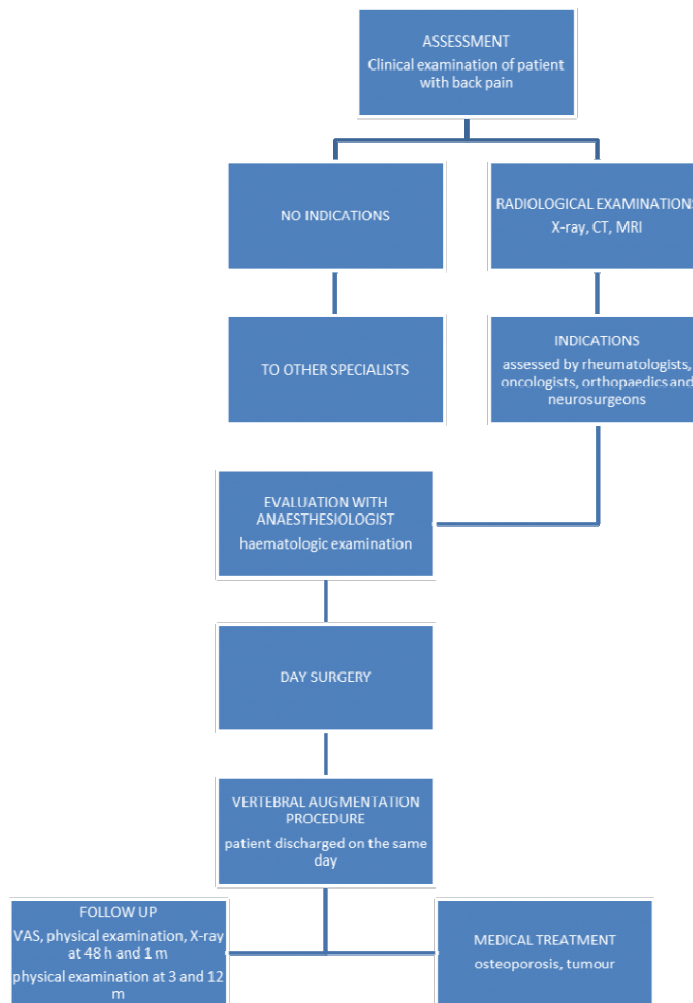 ASSESSMENT
Clinical examination of patient
with back pain
NO INDICATIONS
RADIOLOGICAL EXAMINATIONS
X-ray, CT, MRI
TO OTHER SPECIALISTS
INDICATIONS
assessed by rheumatologists,
oncologists, orthopaedics and
neurosurgeons
EVALUATION WITH
ANAESTHESIOLOGIST
haematologic examination
DAY SURGERY
VERTEBRAL AUGMENTATION
PROCEDURE
patient discharged on the same
day
FOLLOW UP
VAS, physical examination, X-ray
at 48 h and 1 m
physical examination at 3 and 12
m
MEDICAL TREATMENT
osteoporosis, tumour